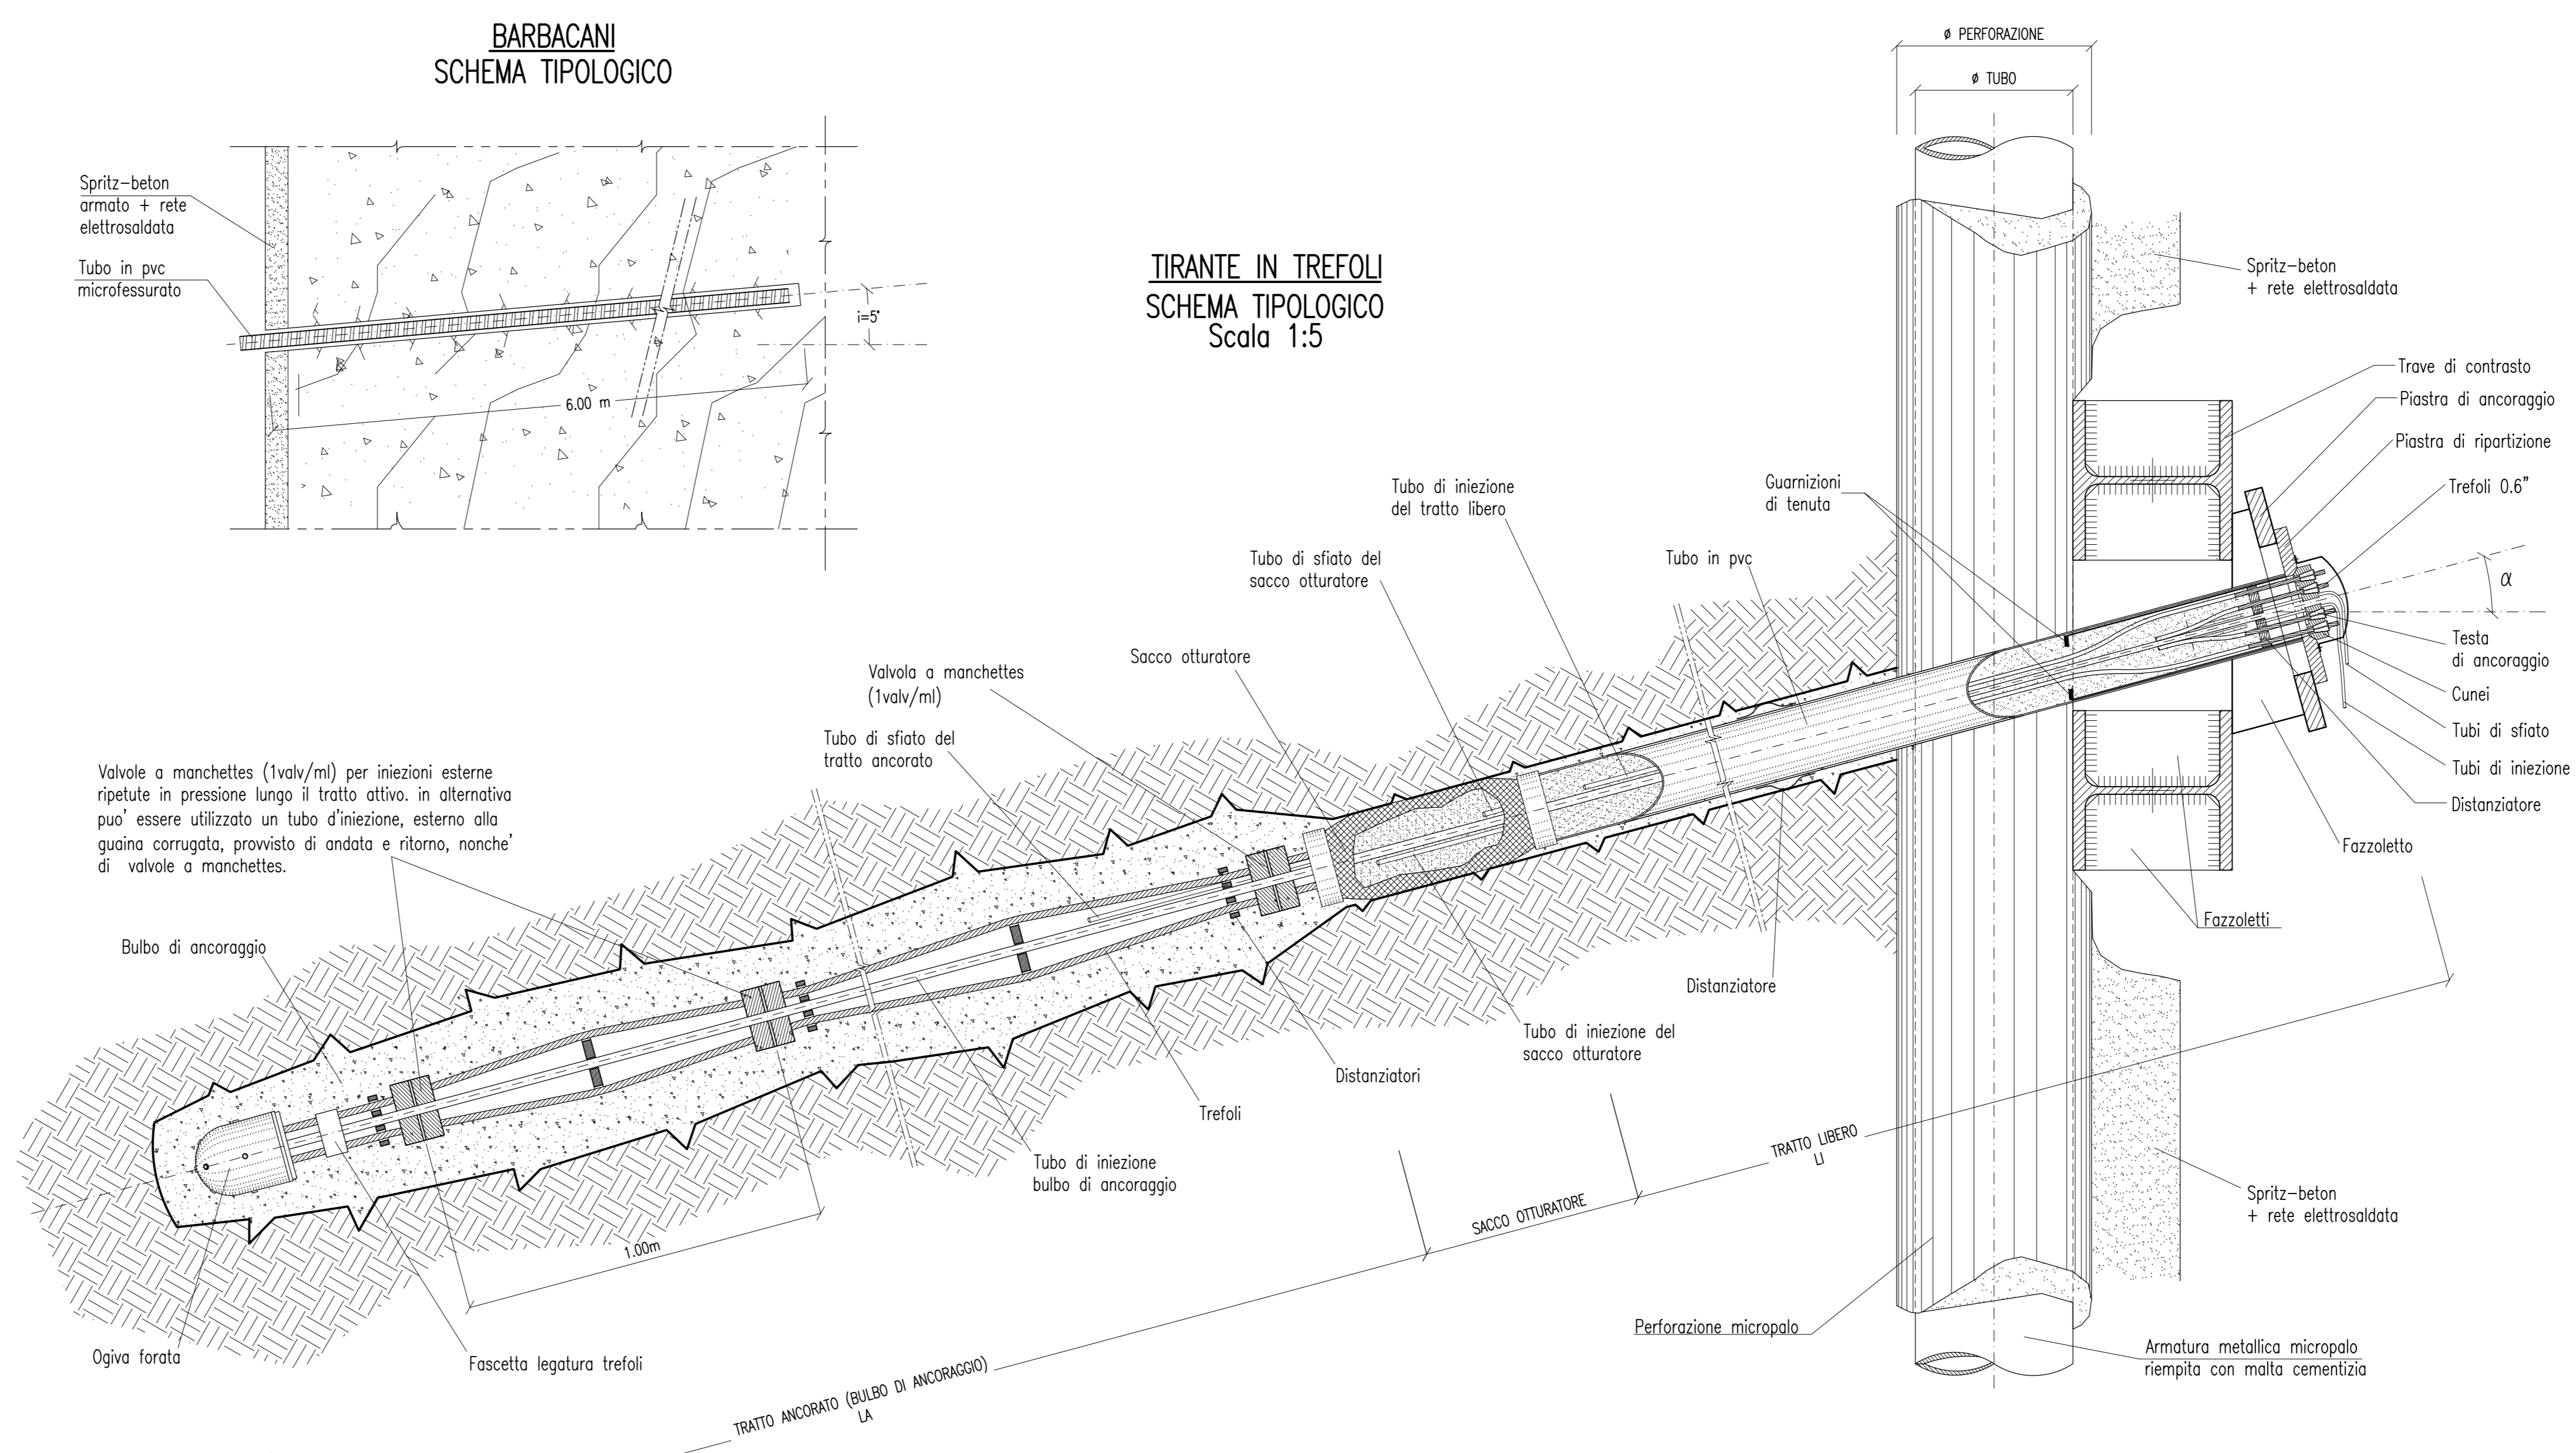 BARBACANI
SCHEMA TIPOLOGICO
Spritz-beton
armato + rete
elettrosaldata
Tubo in pvc
microfessurato
i=5°
6.00 m
TIRANTE IN TREFOLI
SCHEMA TIPOLOGICO
Scala 1:5
ø PERFORAZIONE
ø TUBO
Spritz-beton
+ rete elettrosaldata
Trave di contrasto
Piastra di ancoraggio
Piastra di ripartizione
Trefoli 0.6"
α
Testa
di ancoraggio
Cunei
Tubi di sfiato
Tubi di iniezione
Distanziatore
Fazzoletto
Fazzoletti
Guarnizioni
di tenuta
Tubo di iniezione
del tratto libero
Tubo in pvc
Tubo di sfiato del
sacco otturatore
Sacco otturatore
Valvola a manchettes
(1valv/ml)
Tubo di sfiato del
tratto ancorato
Valvole a manchettes (1valv/ml) per iniezioni esterne
ripetute in pressione lungo il tratto attivo. in alternativa
puo' essere utilizzato un tubo d'iniezione, esterno alla
guaina corrugata, provvisto di andata e ritorno, nonche'
di valvole a manchettes.
Bulbo di ancoraggio
Distanziatore
Tubo di iniezione del
sacco otturatore
Distanziatori
Trefoli
Tubo di iniezione
bulbo di ancoraggio
TRATTO LIBERO
LI
SACCO OTTURATORE
1.00m
Ogiva forata
Fascetta legatura trefoli
TRATTO ANCORATO (BULBO DI ANCORAGGIO)
LA
Spritz-beton
+ rete elettrosaldata
Perforazione micropalo
Armatura metallica micropalo
riempita con malta cementizia